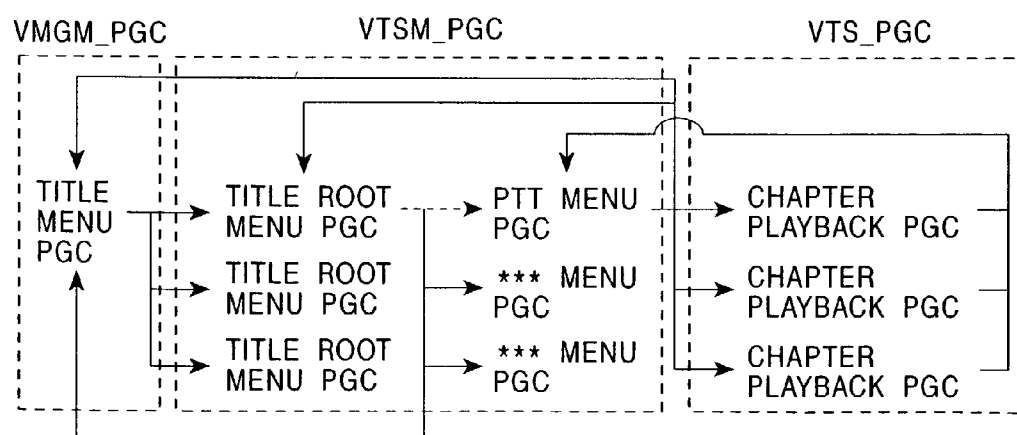 VMGM_PGC
VTSM_PGC
VTS_PGC
TITLE
MENU
PGC
TITLE ROOT
MENU PGC
TITLE ROOT
MENU PGC
TITLE ROOT
MENU PGC
PTT MENU
PGC
*** MENU
PGC
*** MENU
PGC
CHAPTER
PLAYBACK PGC
CHAPTER
PLAYBACK PGC
CHAPTER
PLAYBACK PGC